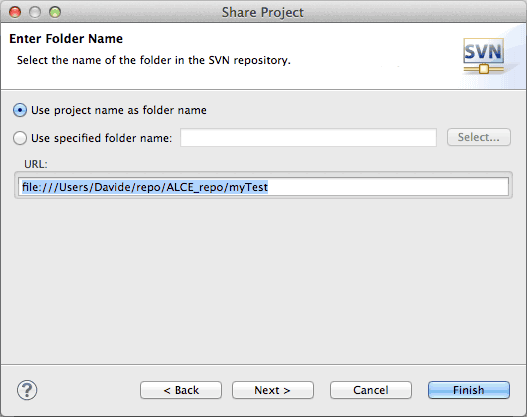 Share Project
Enter Folder Name
Select the name of the folder in the SVN repository.
SVN
Use project name as folder name
Use specified folder name:
Select...
URL:
file:///Users/Davide/repo/ALCE_repo/myTest
?
< Back
Next >
Cancel
Finish